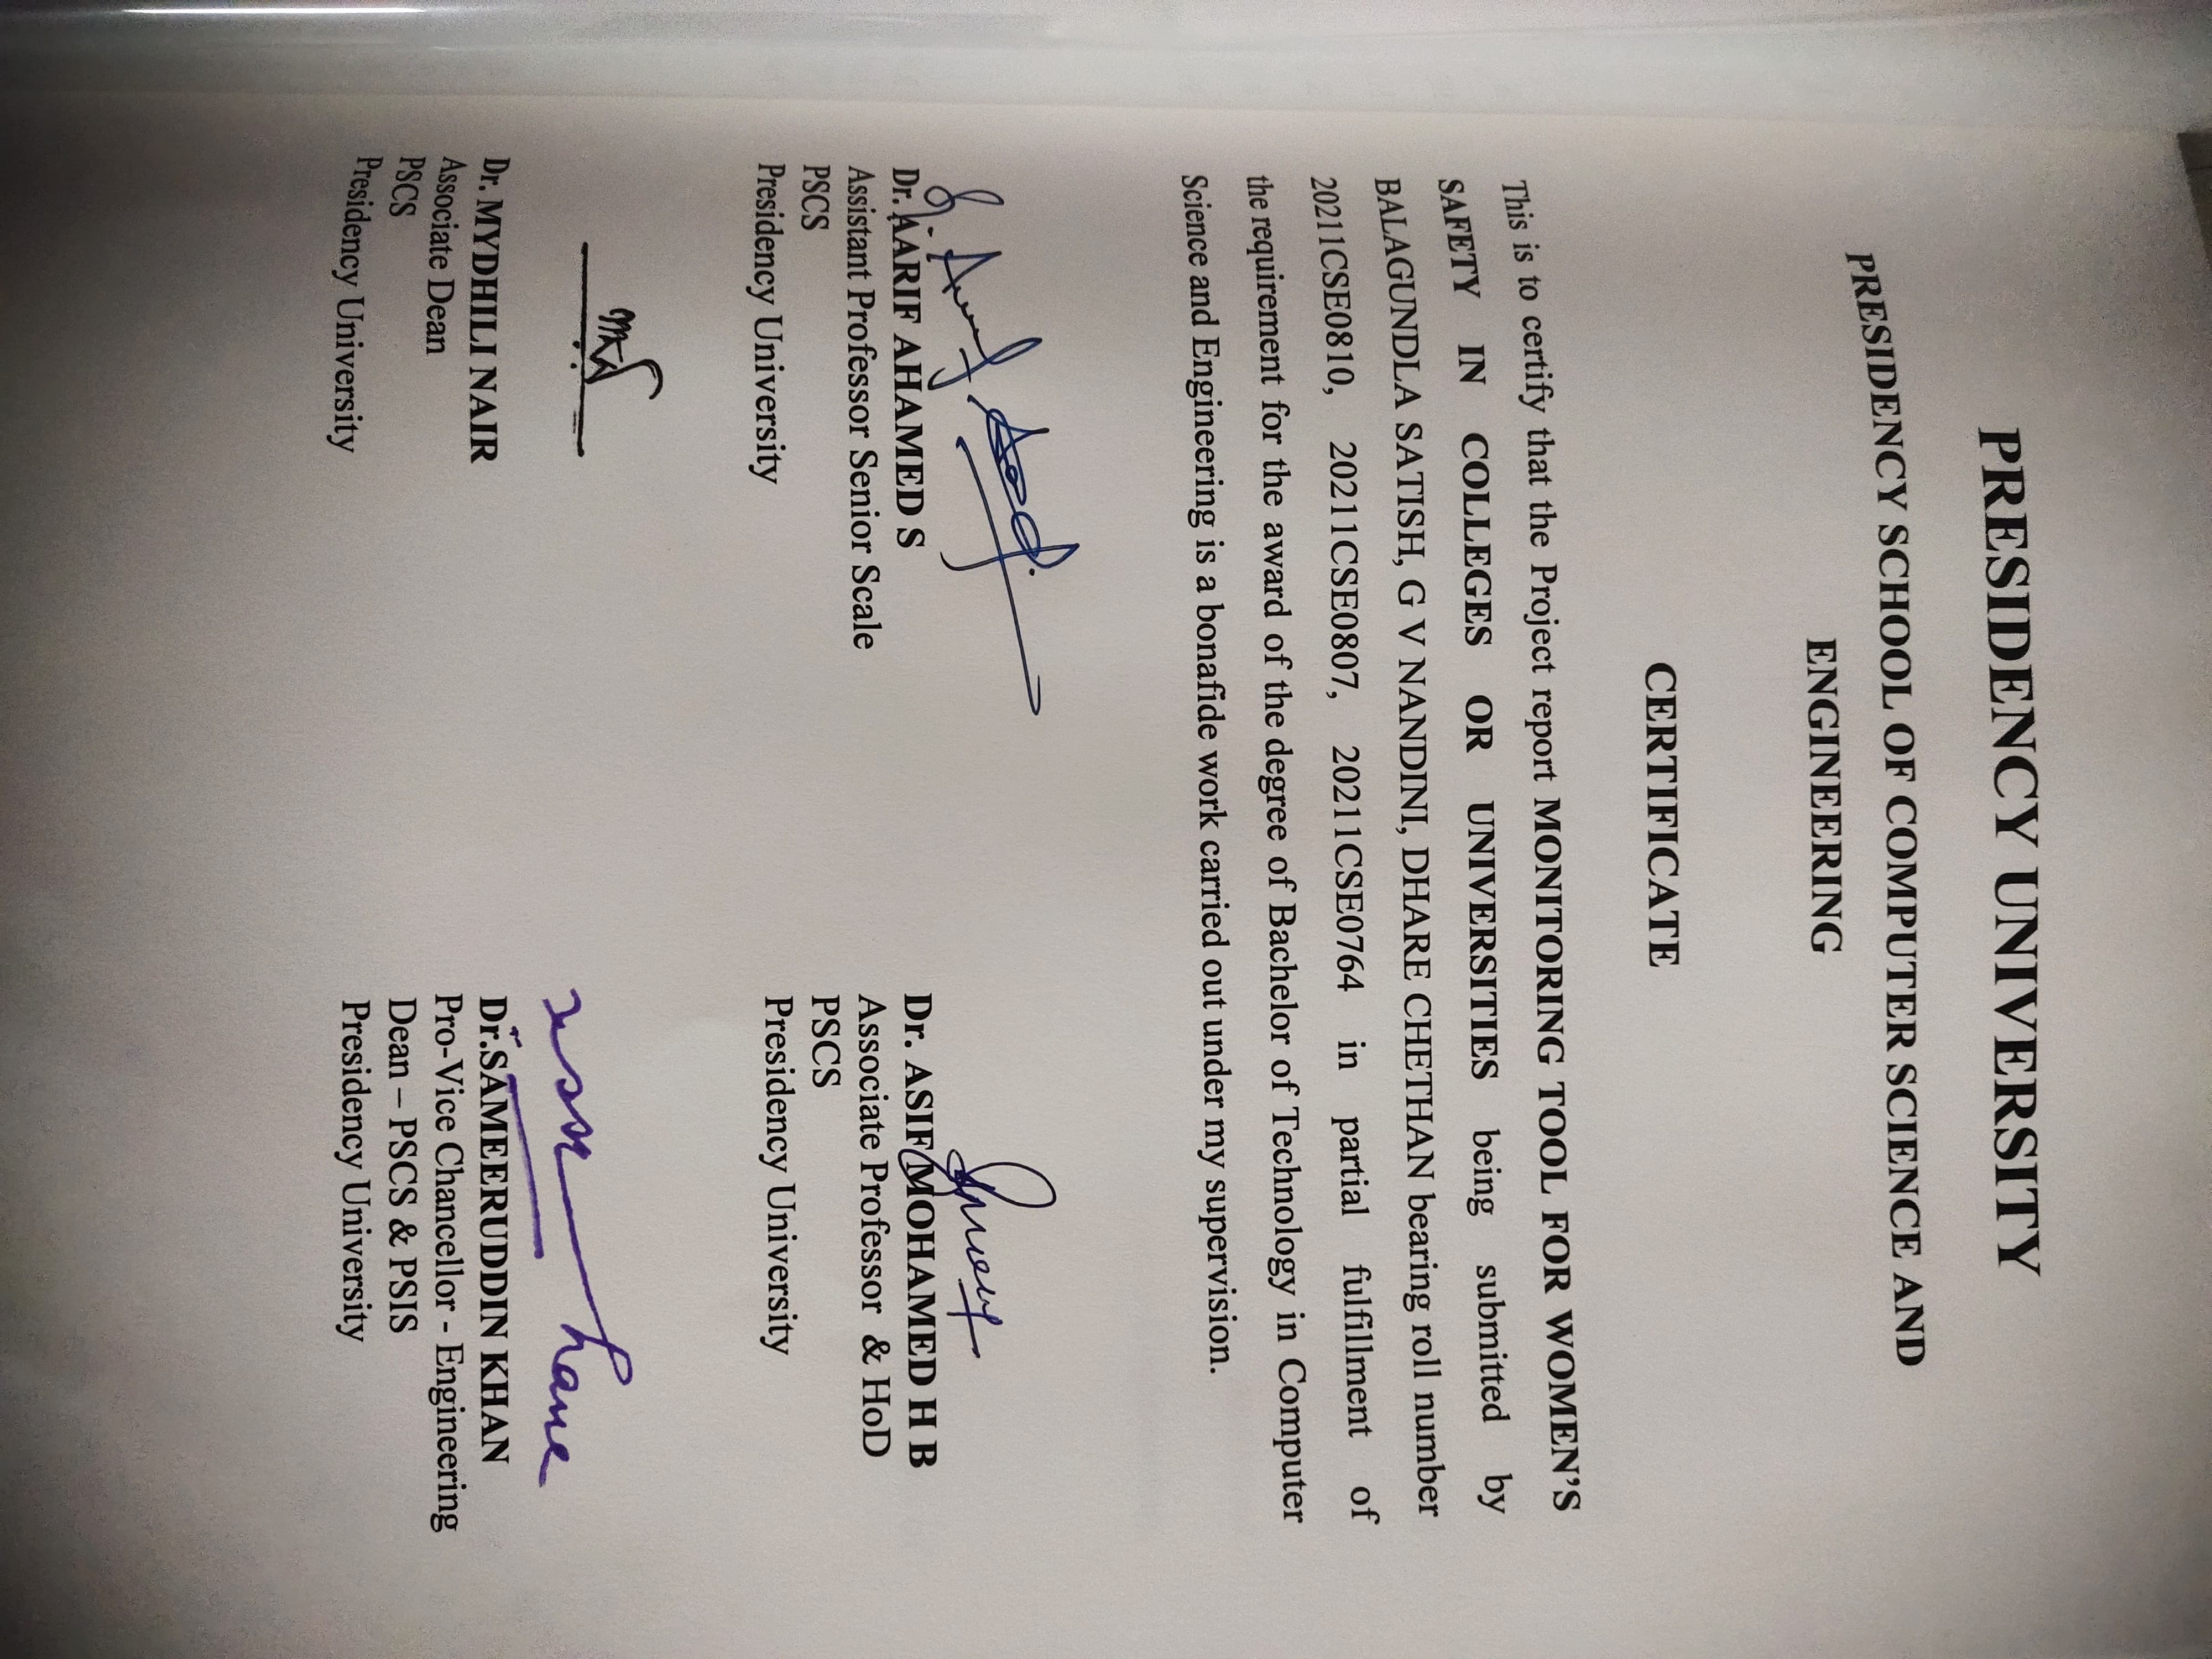 PRESIDENCY UNIVERSITY
PRESIDENCY SCHOOL OF COMPUTER SCIENCE AND
ENGINEERING
CERTIFICATE
This is to certify that the Project report MONITORING TOOL FOR WOMEN'S
SAFETY IN COLLEGES OR UNIVERSITIES being submitted by
BALAGUNDLA SATISH, G V NANDINI, DHARE CHETHAN bearing roll number
20211CSE0810, 20211CSE0807, 20211CSE0764 in partial fulfillment of
the requirement for the award of the degree of Bachelor of Technology in Computer
Science and Engineering is a bonafide work carried out under my supervision.
Dr. AARIF AHAMED S
Assistant Professor Senior Scale
PSCS
Presidency University
Dr. ASIF MOHAMED H B
Associate Professor & HoD
PSCS
Presidency University
Dr. MYDHILI NAIR
Associate Dean
PSCS
Presidency University
Dr.SAMEERUDDIN KHAN
Pro-Vice Chancellor - Engineering
Dean – PSCS & PSIS
Presidency University